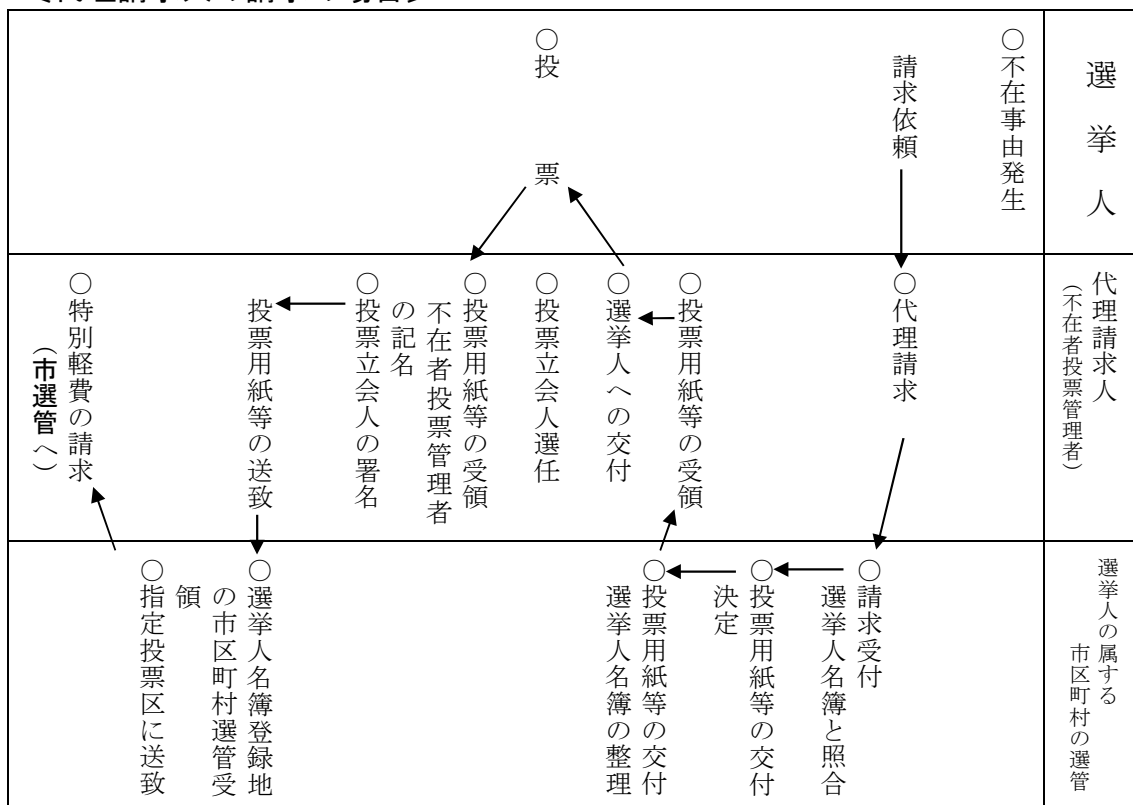 選挙人
○不在事由発生
請求依頼
○投票
代理請求人
(不在者投票管理者)
○代理請求
○投票用紙等の受領
○選挙人への交付
○投票立会人選任
○投票用紙等の受領
不在者投票管理者
の記名
○投票立会人の署名
投票用紙等の送致
○特別軽費の請求
(市選管へ)
選挙人の属する
市区町村の選管
○請求受付
選挙人名簿と照合
○投票用紙等の交付
決定
○投票用紙等の交付
選挙人名簿の整理
○選挙人名簿登録地
の市区町村選管受
領
○指定投票区に送致